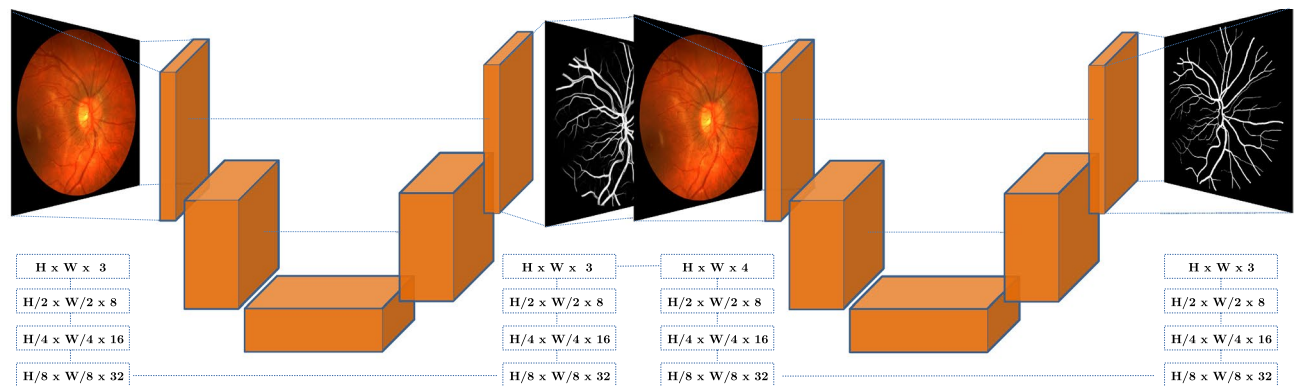 H x W x 3
H x W x 3
H x W x 4
H x W x 3
H/2 x W/2 x 8
H/2 x W/2 x 8
H/2 x W/2 x 8
H/2 x W/2 x 8
H/4 x W/4 x 16
H/4 x W/4 x 16
H/4 x W/4 x 16
H/4 x W/4 x 16
H/8 x W/8 x 32
H/8 x W/8 x 32
H/8 x W/8 x 32
H/8 x W/8 x 32